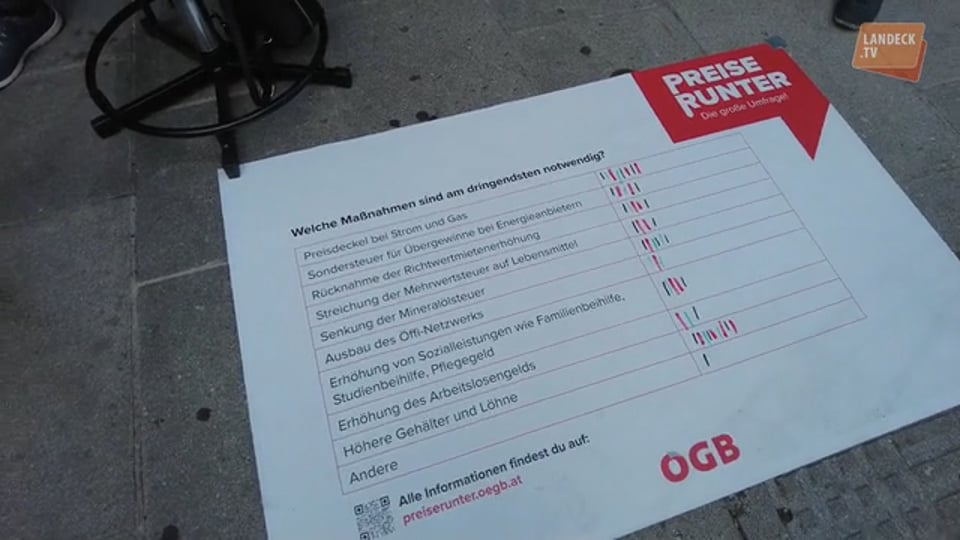 LANDECK
.TV
PREISE
RUNTER
Die große Umfrage!
Welche Maßnahmen sind am dringendsten notwendig?
Preisdeckel bei Strom und Gas
Sondersteuer für Übergewinne bei Energieanbietern
Rücknahme der Richtwertmietenerhöhung
Streichung der Mehrwertsteuer auf Lebensmittel
Senkung der Mineralölsteuer
Ausbau des Öffi-Netzwerks
Erhöhung von Sozialleistungen wie Familienbeihilfe,
Studienbeihilfe, Pflegegeld
Erhöhung des Arbeitslosengelds
Höhere Gehälter und Löhne
Andere
Alle Informationen findest du auf:
preiserunter.oegb.at
ÖGB